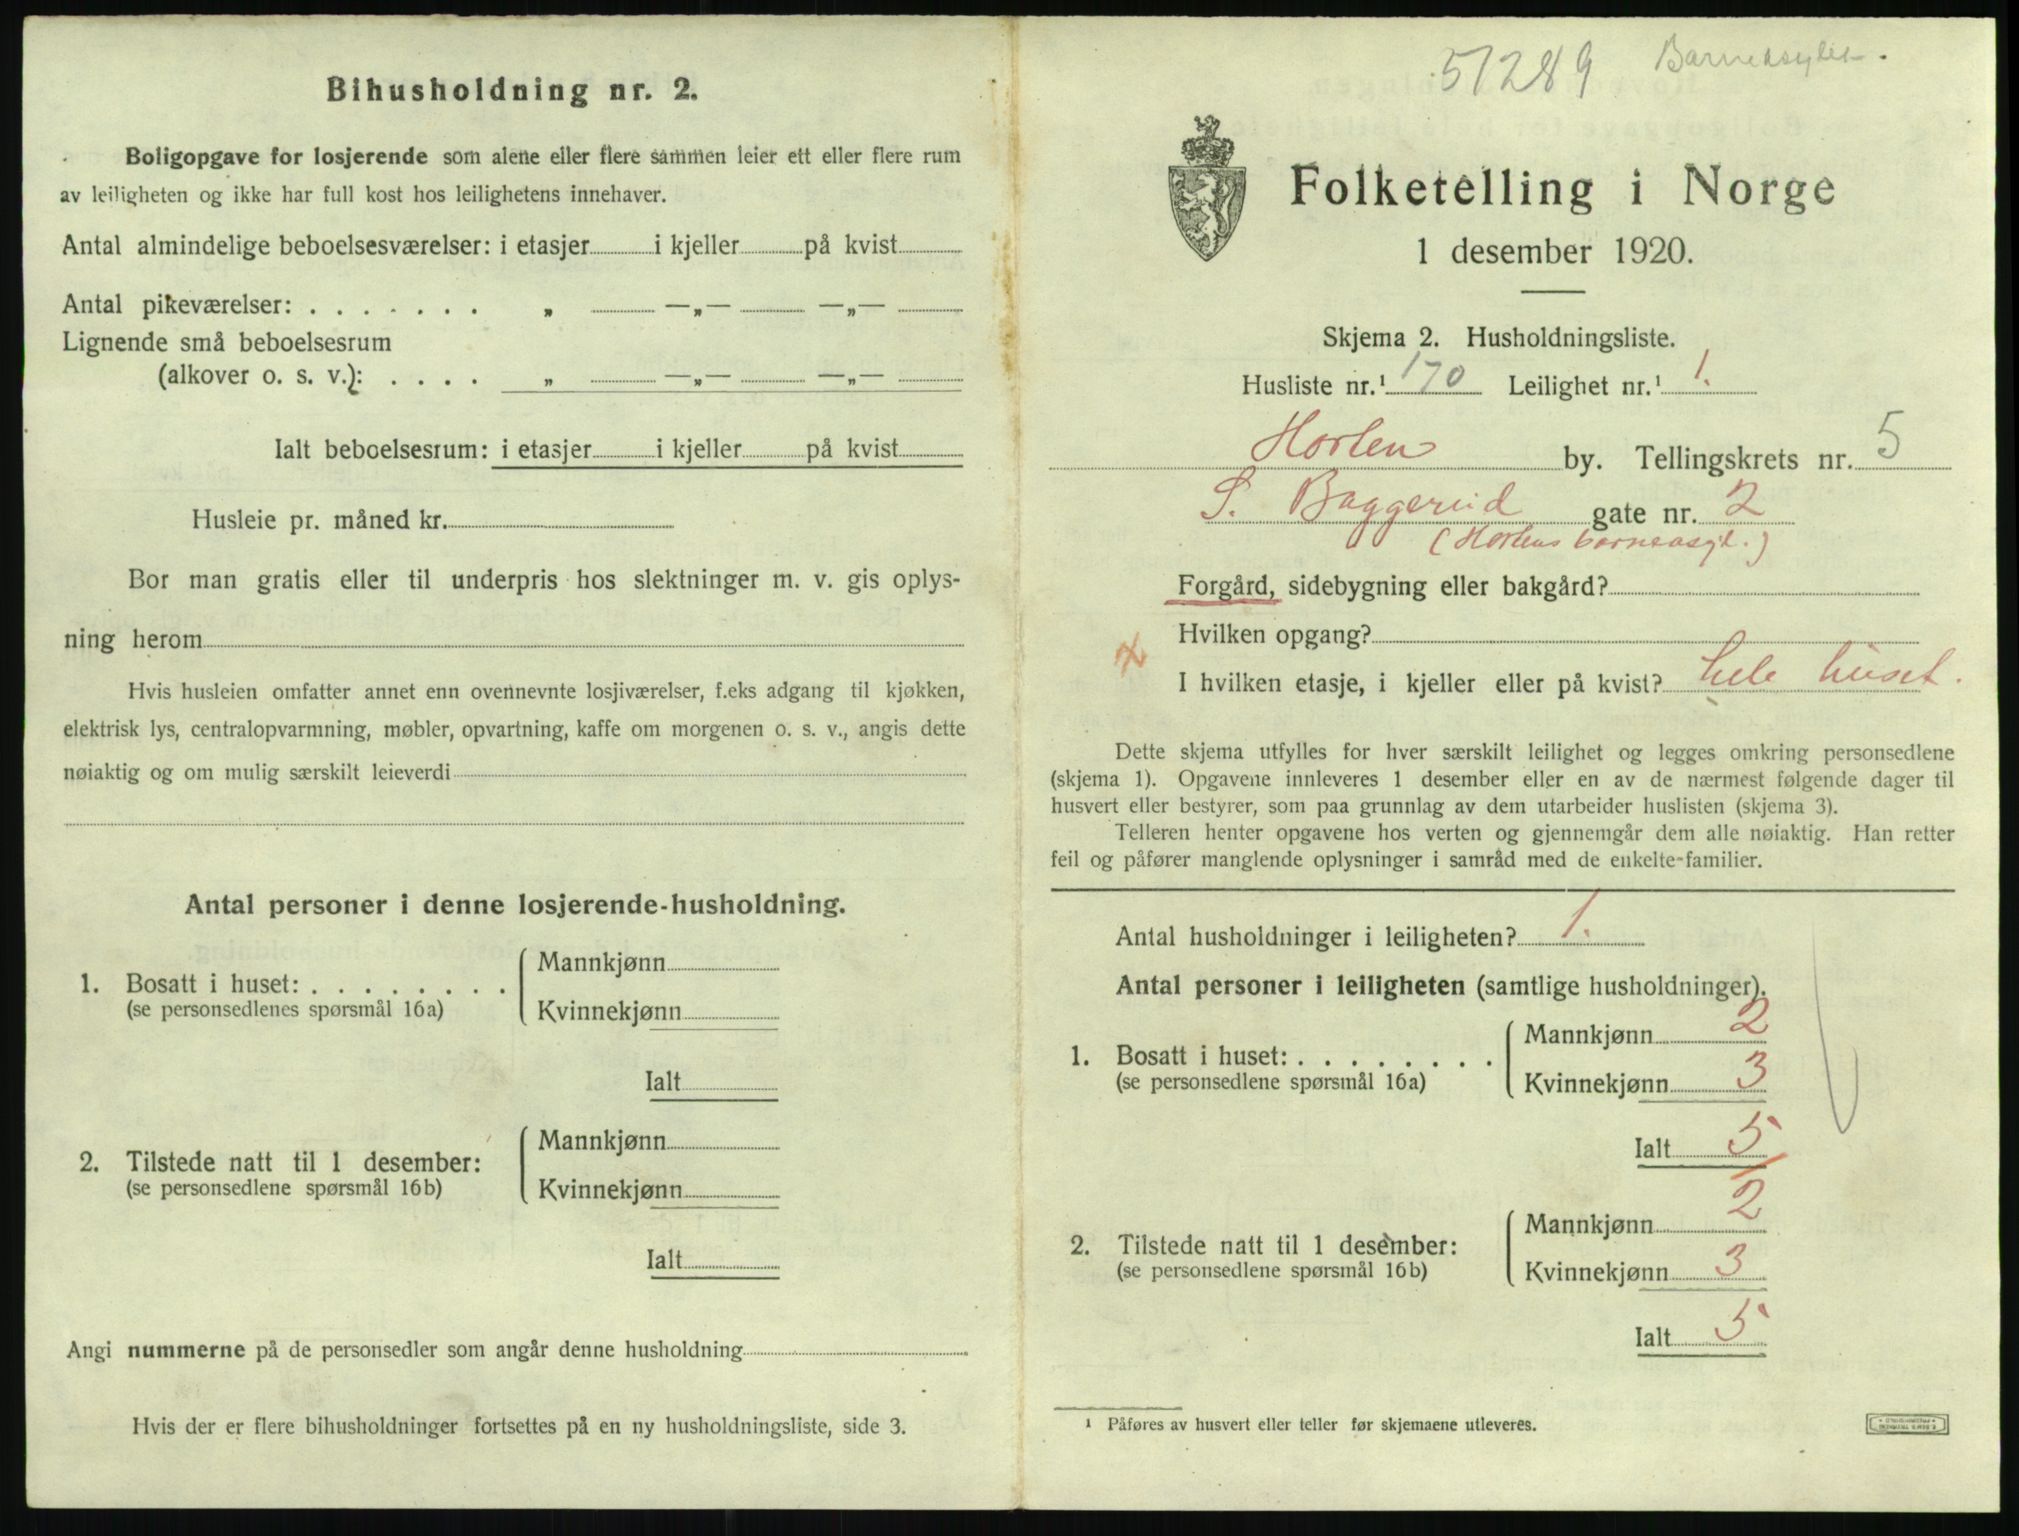 Bihusholdning nr. 2.
Boligopgave for losjerende som alene eller flere sammen leier ett eller flere rum
av leiligheten og ikke har full kost hos leilighetens innehaver.
Antal almindelige beboelsesværelser: i etasjer i kjeller på kvist
Antal pikeværelser: . . . . . . . „ —„— —„—
Lignende små beboelsesrum
(alkover o. s. v.): . . . . „ —„— —„—
Ialt beboelsesrum: i etasjer i kjeller på kvist
Husleie pr. måned kr.
Bor man gratis eller til underpris hos slektninger m. v. gis oplys-
ning herom
Hvis husleien omfatter annet enn ovennevnte losjiværelser, f.eks adgang til kjøkken,
elektrisk lys, centralopvarmning, møbler, opvartning, kaffe om morgenen o. s. v., angis dette
nøiaktig og om mulig særskilt leieverdi
Antal personer i denne losjerende-husholdning.
1. Bosatt i huset: . . . . . . . .
(se personsedlenes spørsmål 16a)
Mannkjønn
Kvinnekjønn
Ialt
2. Tilstede natt til 1 desember:
(se personsedlene spørsmål 16b)
Mannkjønn
Kvinnekjønn
Ialt
Angi nummerne på de personsedler som angår denne husholdning
Hvis der er flere bihusholdninger fortsettes på en ny husholdningsliste, side 3.
51289
Folketelling i Norge
1 desember 1920.
Skjema 2. Husholdningsliste.
Husliste nr.¹ 170 Leilighet nr.¹ 1.
Horten by. Tellingskrets nr. 5
S. Baggerud gate nr. 2
(Hortens barneasyl.)
Forgård, sidebygning eller bakgård?
Hvilken opgang?
I hvilken etasje, i kjeller eller på kvist? hele huset.
Dette skjema utfylles for hver særskilt leilighet og legges omkring personsedlene
(skjema 1). Opgavene innleveres 1 desember eller en av de nærmest følgende dager til
husvert eller bestyrer, som paa grunnlag av dem utarbeider huslisten (skjema 3).
Telleren henter opgavene hos verten og gjennemgår dem alle nøiaktig. Han retter
feil og påfører manglende oplysninger i samråd med de enkelte-familier.
Antal husholdninger i leiligheten? 1.
Antal personer i leiligheten (samtlige husholdninger).
1. Bosatt i huset: . . . . . . . .
(se personsedlene spørsmål 16a)
Mannkjønn 2
Kvinnekjønn 3
Ialt 5
2. Tilstede natt til 1 desember:
(se personsedlene spørsmål 16b)
Mannkjønn 2
Kvinnekjønn 3
Ialt 5
¹ Påføres av husvert eller teller før skjemaene utleveres.